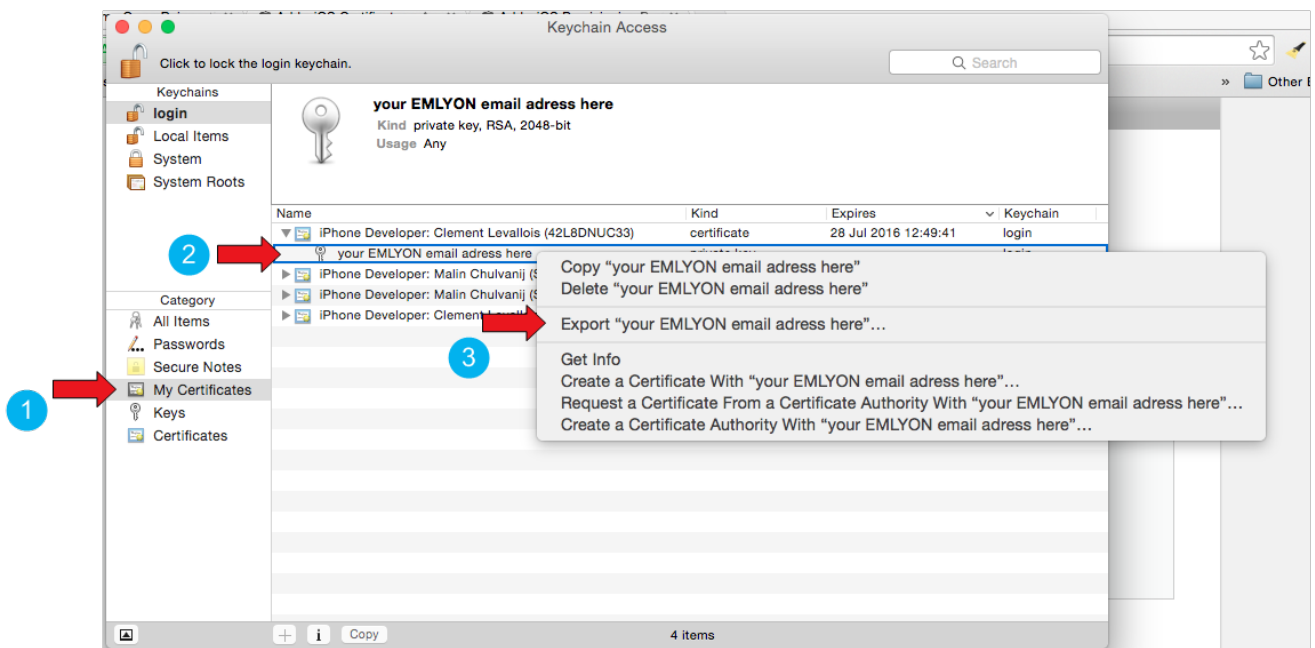 Keychain Access
Click to lock the login keychain.
Search
Other
Keychains
login
Local Items
System
System Roots
your EMLYON email adress here
Kind private key, RSA, 2048-bit
Usage Any
Name Kind Expires Keychain
iPhone Developer: Clement Levallois (42L8DNUC33) certificate 28 Jul 2016 12:49:41 login
2
your EMLYON email adress here
iPhone Developer: Malin Chulvanij
iPhone Developer: Malin Chulvanij
iPhone Developer: Clement
Copy “your EMLYON email adress here”
Delete “your EMLYON email adress here”
3
Export “your EMLYON email adress here”...
Get Info
Create a Certificate With “your EMLYON email adress here”...
Request a Certificate From a Certificate Authority With “your EMLYON email adress here”...
Create a Certificate Authority With “your EMLYON email adress here”...
Category
All Items
Passwords
Secure Notes
1
My Certificates
Keys
Certificates
Copy
4 items